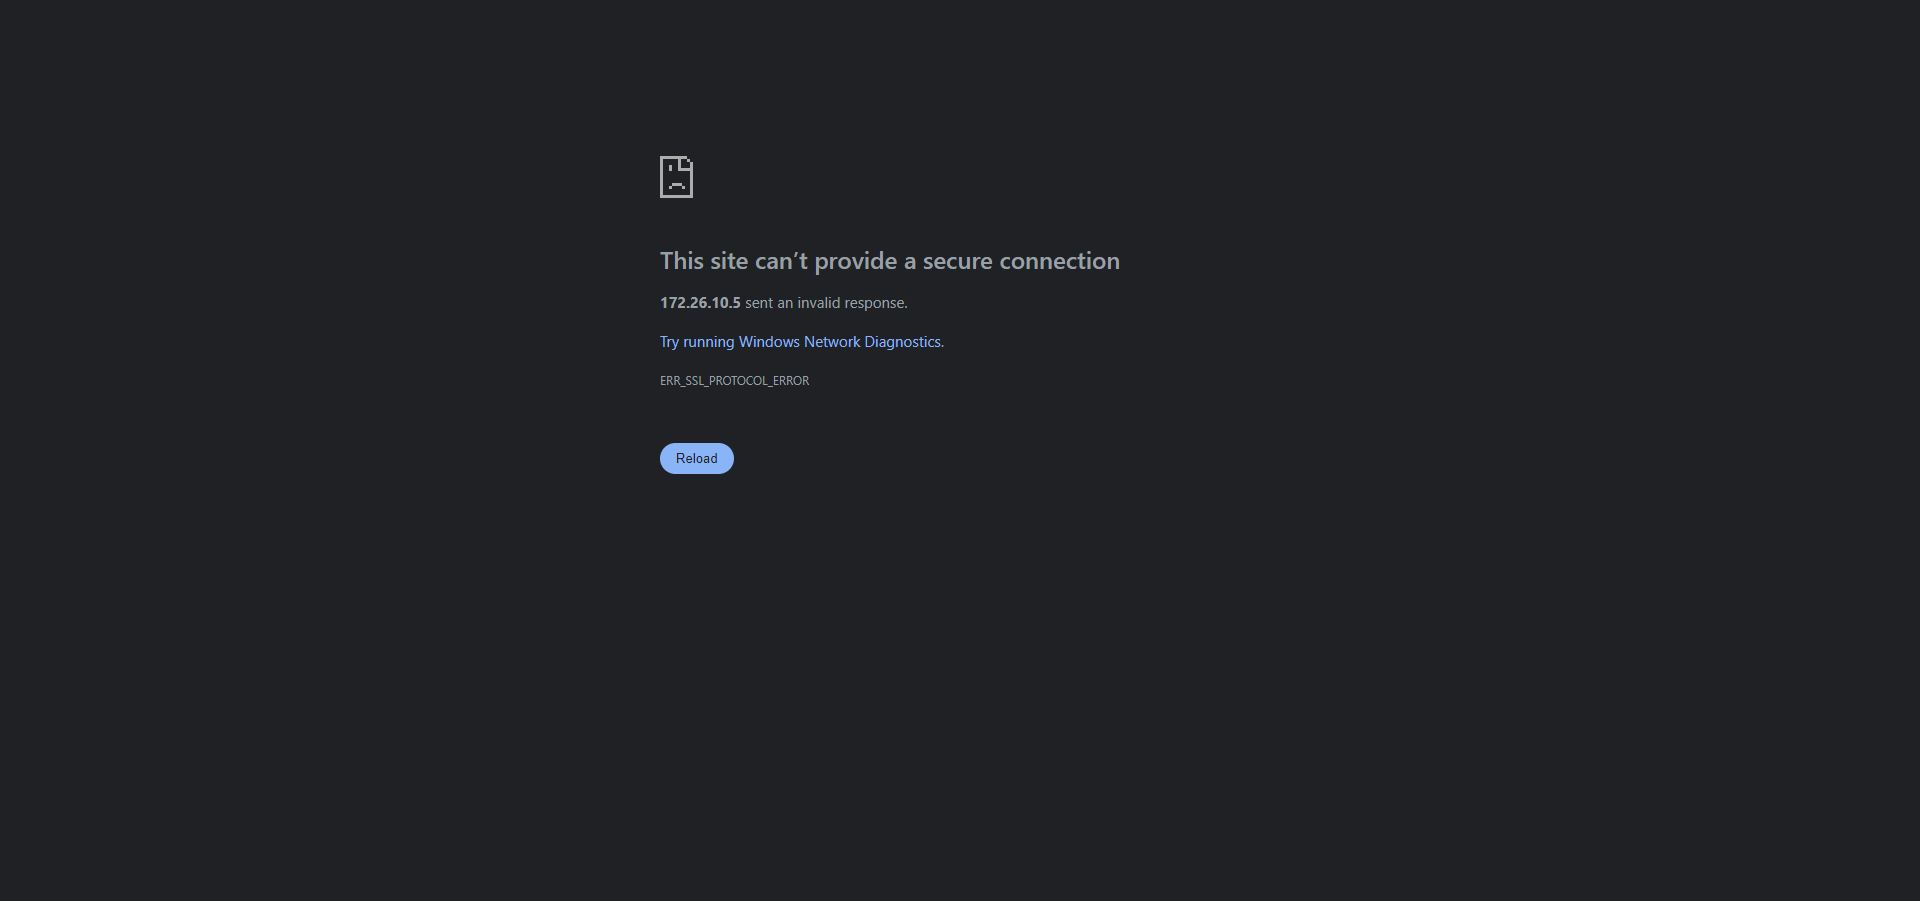 This site can’t provide a secure connection
172.26.10.5 sent an invalid response.
Try running Windows Network Diagnostics.
ERR_SSL_PROTOCOL_ERROR
Reload